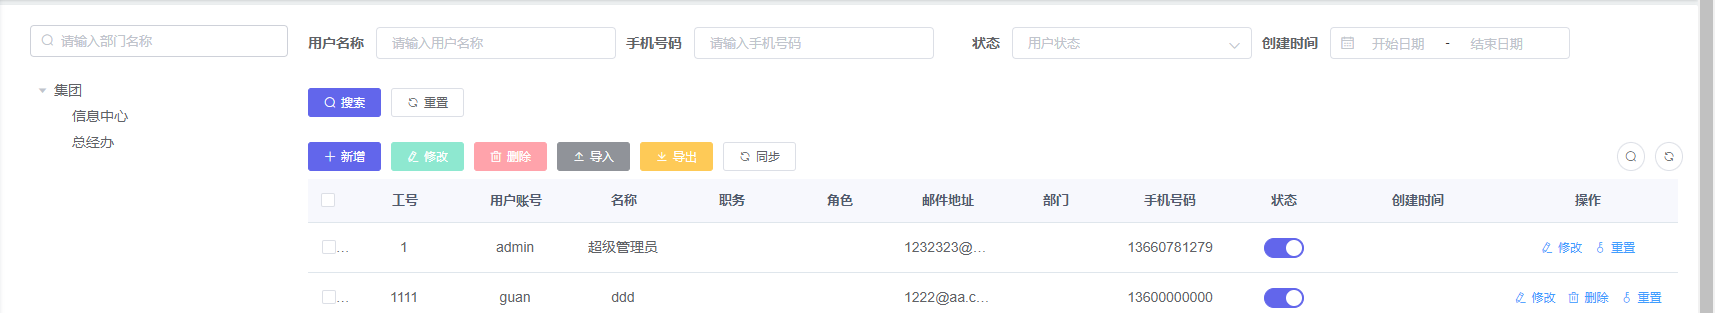 请输入部门名称
集团
信息中心
总经办
用户名称 请输入用户名称 手机号码 请输入手机号码 状态 用户状态 创建时间 开始日期 - 结束日期
搜索 重置
新增 修改 删除 导入 导出 同步
工号 用户账号 名称 职务 角色 邮件地址 部门 手机号码 状态 创建时间 操作
... 1 admin 超级管理员 1232323@... 13660781279 修改 重置
... 1111 guan ddd 1222@aa.c... 13600000000 修改 删除 重置